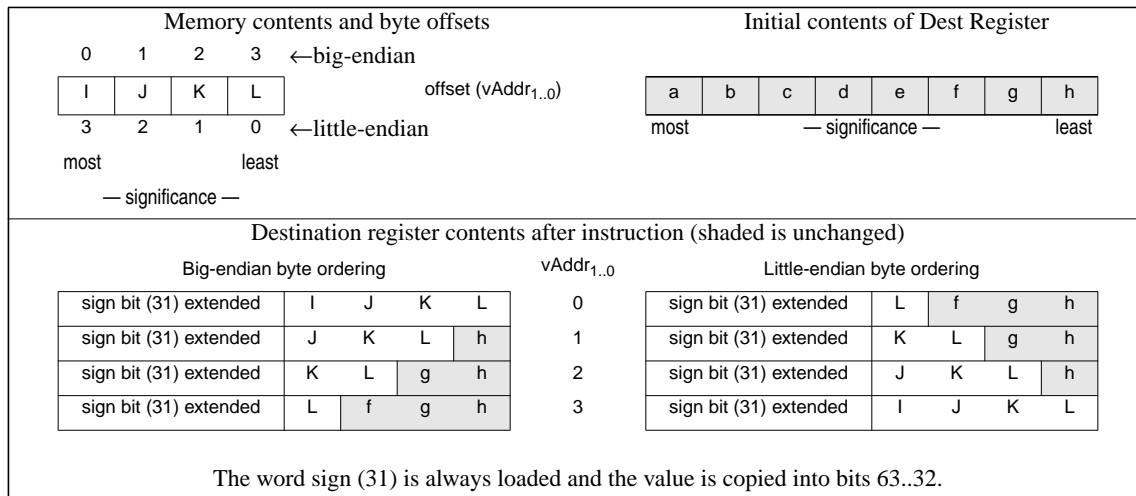 Memory contents and byte offsets
Initial contents of Dest Register
0 1 2 3 ←big-endian
I J K L offset (vAddr1..0)
a b c d e f g h
3 2 1 0 ←little-endian
most — significance — least
most least
— significance —
Destination register contents after instruction (shaded is unchanged)
Big-endian byte ordering vAddr1..0 Little-endian byte ordering
sign bit (31) extended I J K L 0 sign bit (31) extended L f g h
sign bit (31) extended J K L h 1 sign bit (31) extended K L g h
sign bit (31) extended K L g h 2 sign bit (31) extended J K L h
sign bit (31) extended L f g h 3 sign bit (31) extended I J K L
The word sign (31) is always loaded and the value is copied into bits 63..32.